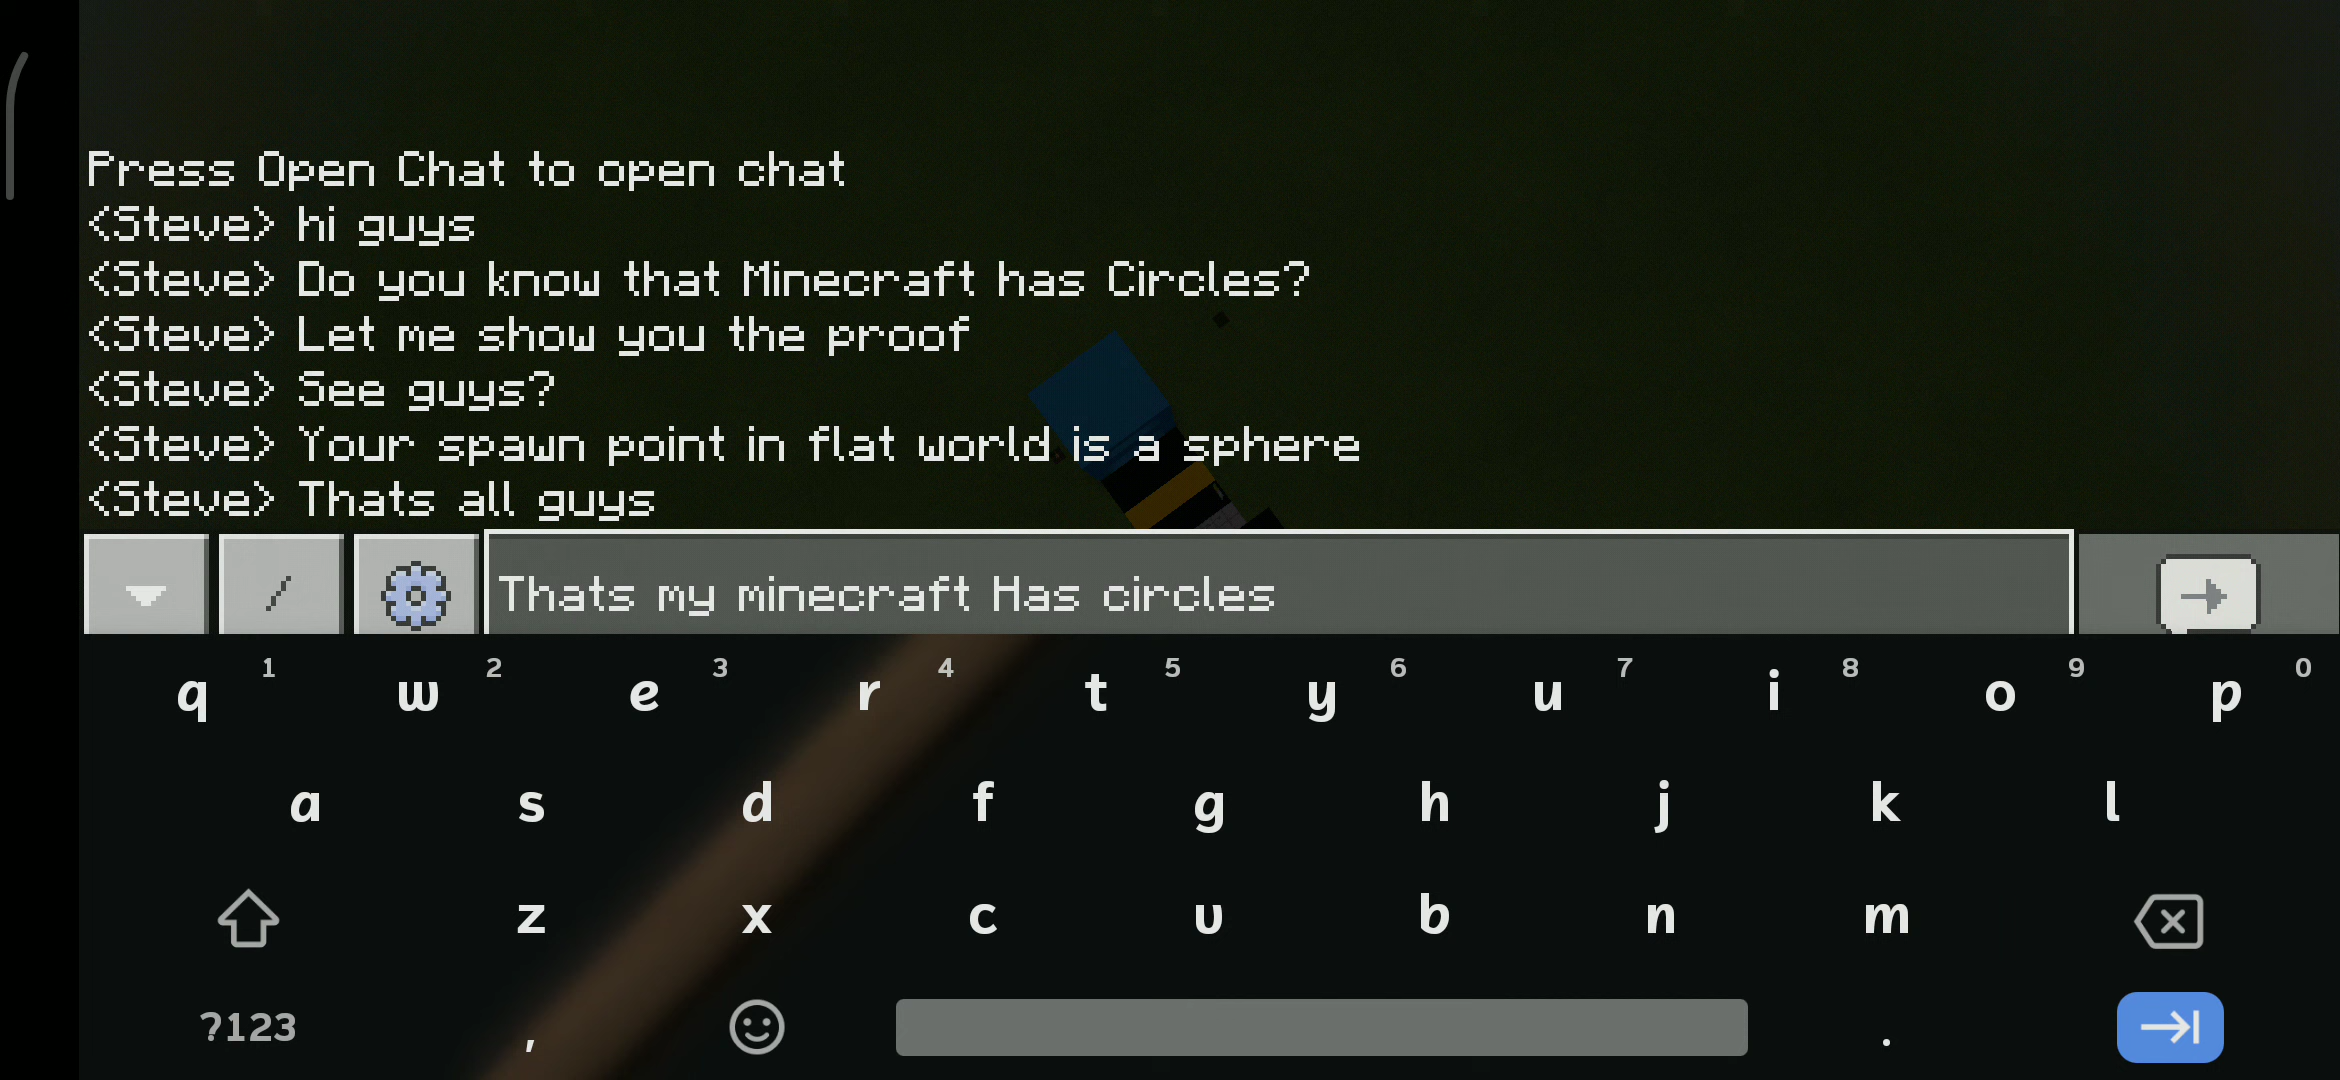 Press Open Chat to open chat
<Steve> hi guys
<Steve> Do you know that Minecraft has Circles?
<Steve> Let me show you the proof
<Steve> See guys?
<Steve> Your spawn point in flat world is a sphere
<Steve> Thats all guys
/ Thats my minecraft Has circles
q 1 w 2 e 3 r 4 t 5 y 6 u 7 i 8 o 9 p 0
a s d f g h j k l
z x c v b n m
?123 , .